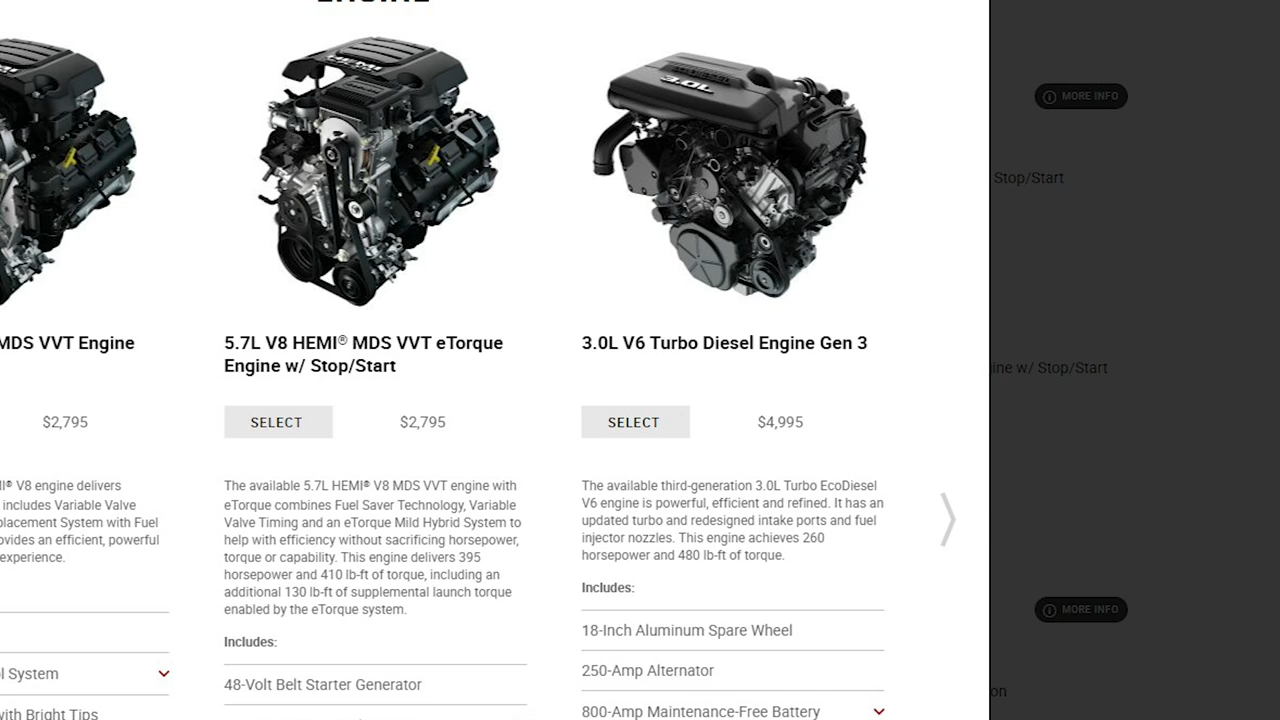 ENGINE
HEMI
3.0L
MORE INFO
Stop/Start
MDS VVT Engine
5.7L V8 HEMI® MDS VVT eTorque
Engine w/ Stop/Start
3.0L V6 Turbo Diesel Engine Gen 3
ine w/ Stop/Start
$2,795
SELECT
$2,795
SELECT
$4,995
I® V8 engine delivers
includes Variable Valve
placement System with Fuel
ovides an efficient, powerful
experience.
The available 5.7L HEMI® V8 MDS VVT engine with
eTorque combines Fuel Saver Technology, Variable
Valve Timing and an eTorque Mild Hybrid System to
help with efficiency without sacrificing horsepower,
torque or capability. This engine delivers 395
horsepower and 410 lb-ft of torque, including an
additional 130 lb-ft of supplemental launch torque
enabled by the eTorque system.
The available third-generation 3.0L Turbo EcoDiesel
V6 engine is powerful, efficient and refined. It has an
updated turbo and redesigned intake ports and fuel
injector nozzles. This engine achieves 260
horsepower and 480 lb-ft of torque.
MORE INFO
l System
with Bright Tips
Includes:
48-Volt Belt Starter Generator
Includes:
18-Inch Aluminum Spare Wheel
250-Amp Alternator
800-Amp Maintenance-Free Battery
on